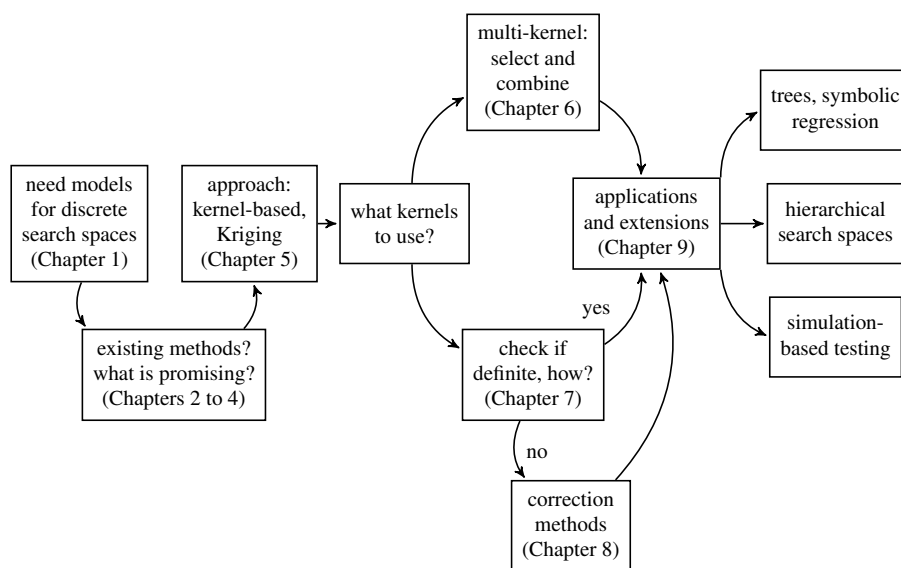 need models
for discrete
search spaces
(Chapter 1)
existing methods?
what is promising?
(Chapters 2 to 4)
approach:
kernel-based,
Kriging
(Chapter 5)
what kernels
to use?
multi-kernel:
select and
combine
(Chapter 6)
check if
definite, how?
(Chapter 7)
yes
no
correction
methods
(Chapter 8)
applications
and extensions
(Chapter 9)
trees, symbolic
regression
hierarchical
search spaces
simulation-
based testing